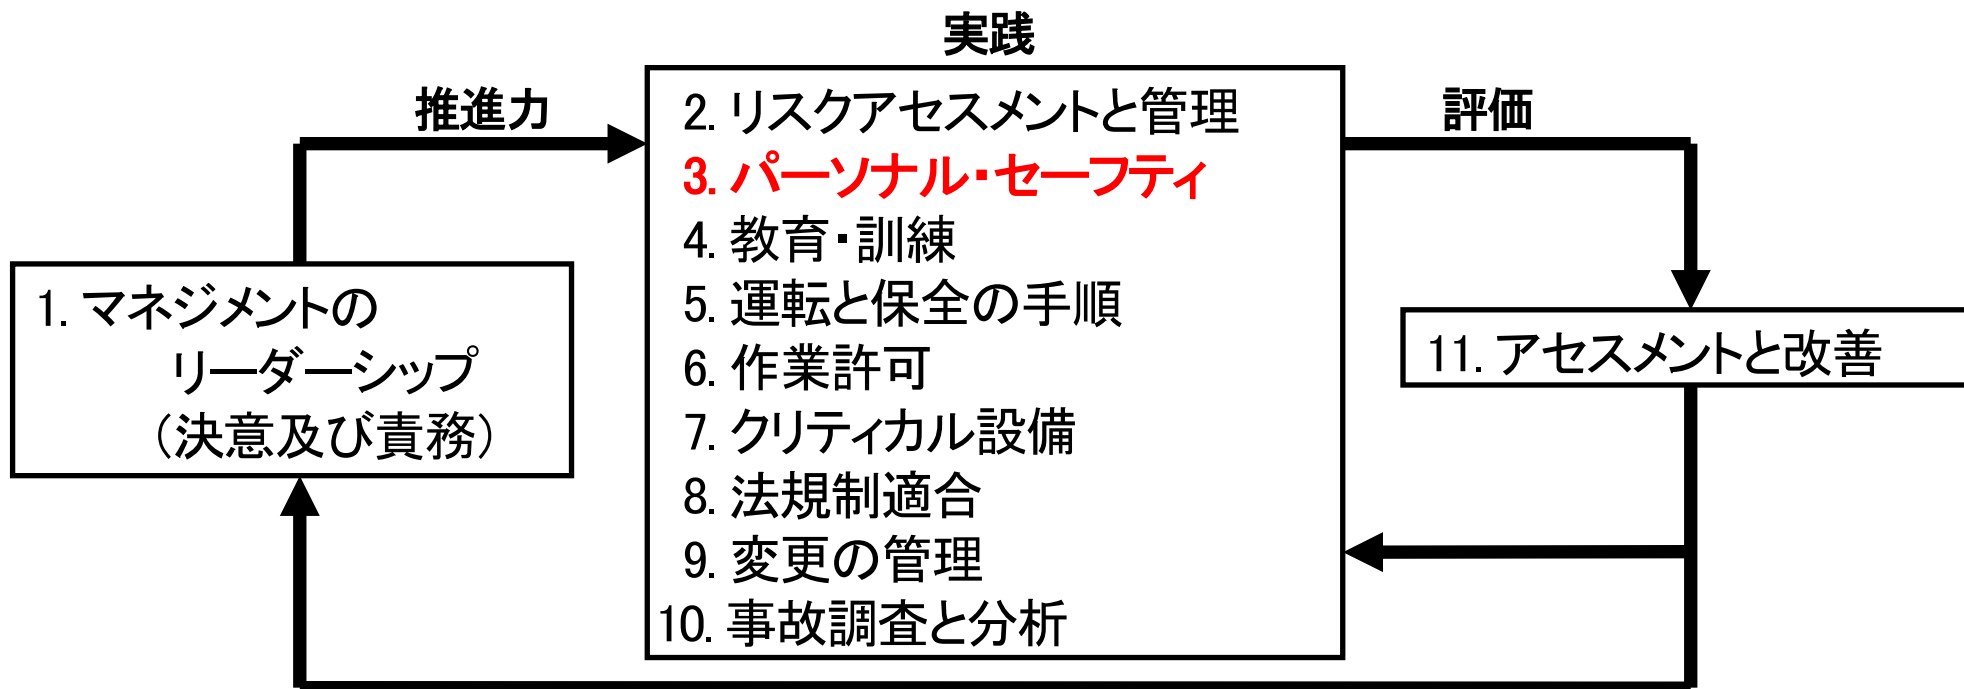 実践
推進力
評価
1. マネジメントの
リーダーシップ
（決意及び責務）
2. リスクアセスメントと管理
3. パーソナル・セーフティ
4. 教育・訓練
5. 運転と保全の手順
6. 作業許可
7. クリティカル設備
8. 法規制適合
9. 変更の管理
10. 事故調査と分析
11. アセスメントと改善